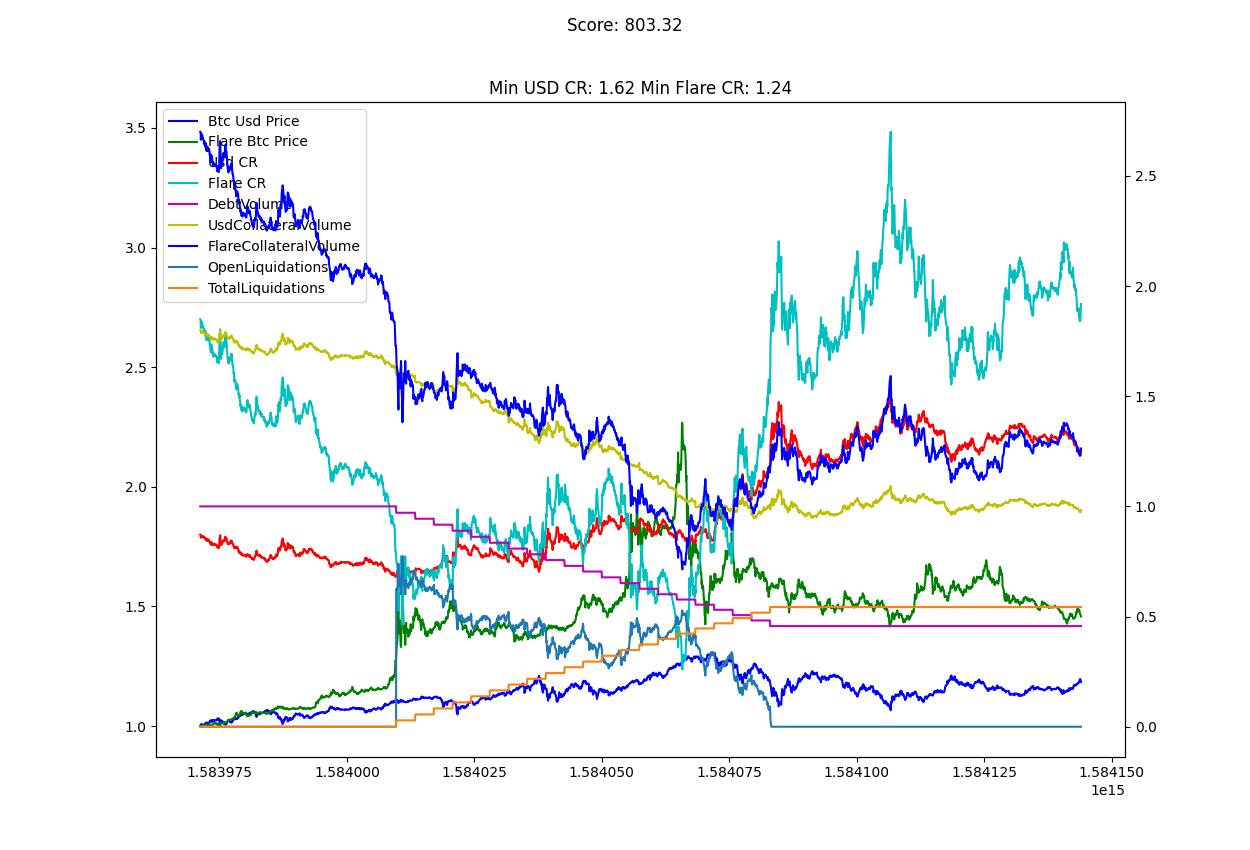 Score: 803.32
Min USD CR: 1.62 Min Flare CR: 1.24
Btc Usd Price
Flare Btc Price
Usd CR
Flare CR
DebtVolume
UsdCollateralVolume
FlareCollateralVolume
OpenLiquidations
TotalLiquidations
3.5
3.0
2.5
2.0
1.5
1.0
2.5
2.0
1.5
1.0
0.5
0.0
1.583975
1.584000
1.584025
1.584050
1.584075
1.584100
1.584125
1.584150
1e15